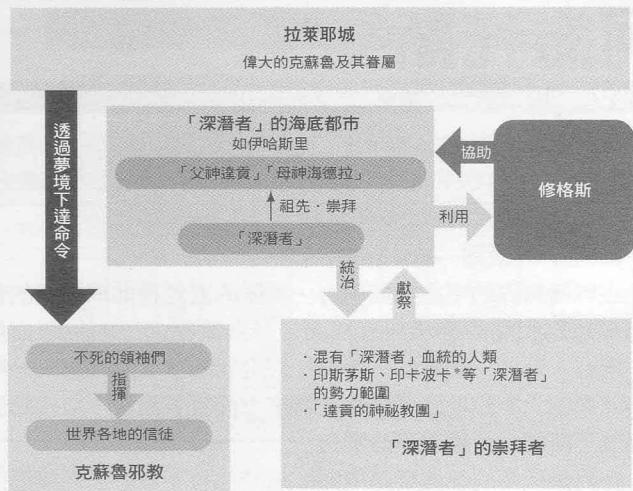 拉萊耶城
偉大的克蘇魯及其眷屬
透過夢境下達命令
「深潛者」的海底都市
如伊哈斯里
「父神達貢」「母神海德拉」
祖先・崇拜
「深潛者」
協助
修格斯
利用
統治
獻祭
不死的領袖們
指揮
世界各地的信徒
克蘇魯邪教
・混有「深潛者」血統的人類
・印斯茅斯、印卡波卡*等「深潛者」
的勢力範圍
・「達貢的神祕教團」
「深潛者」的崇拜者